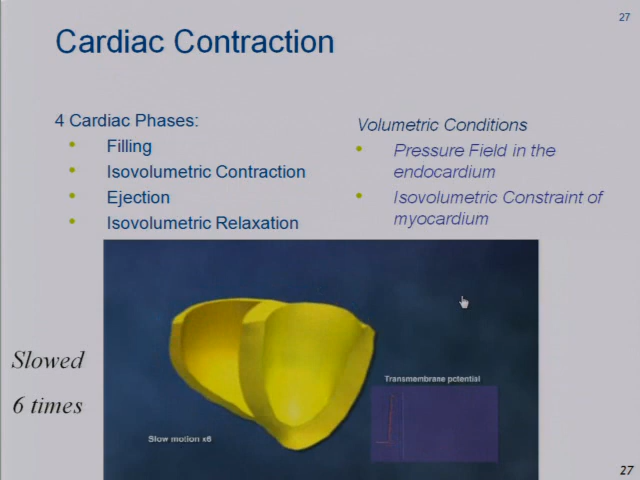 27
Cardiac Contraction
4 Cardiac Phases:
Filling
Isovolumetric Contraction
Ejection
Isovolumetric Relaxation
Volumetric Conditions
Pressure Field in the
endocardium
Isovolumetric Constraint of
myocardium
Slowed
6 times
Transmembrane potential
Slow motion x6
27